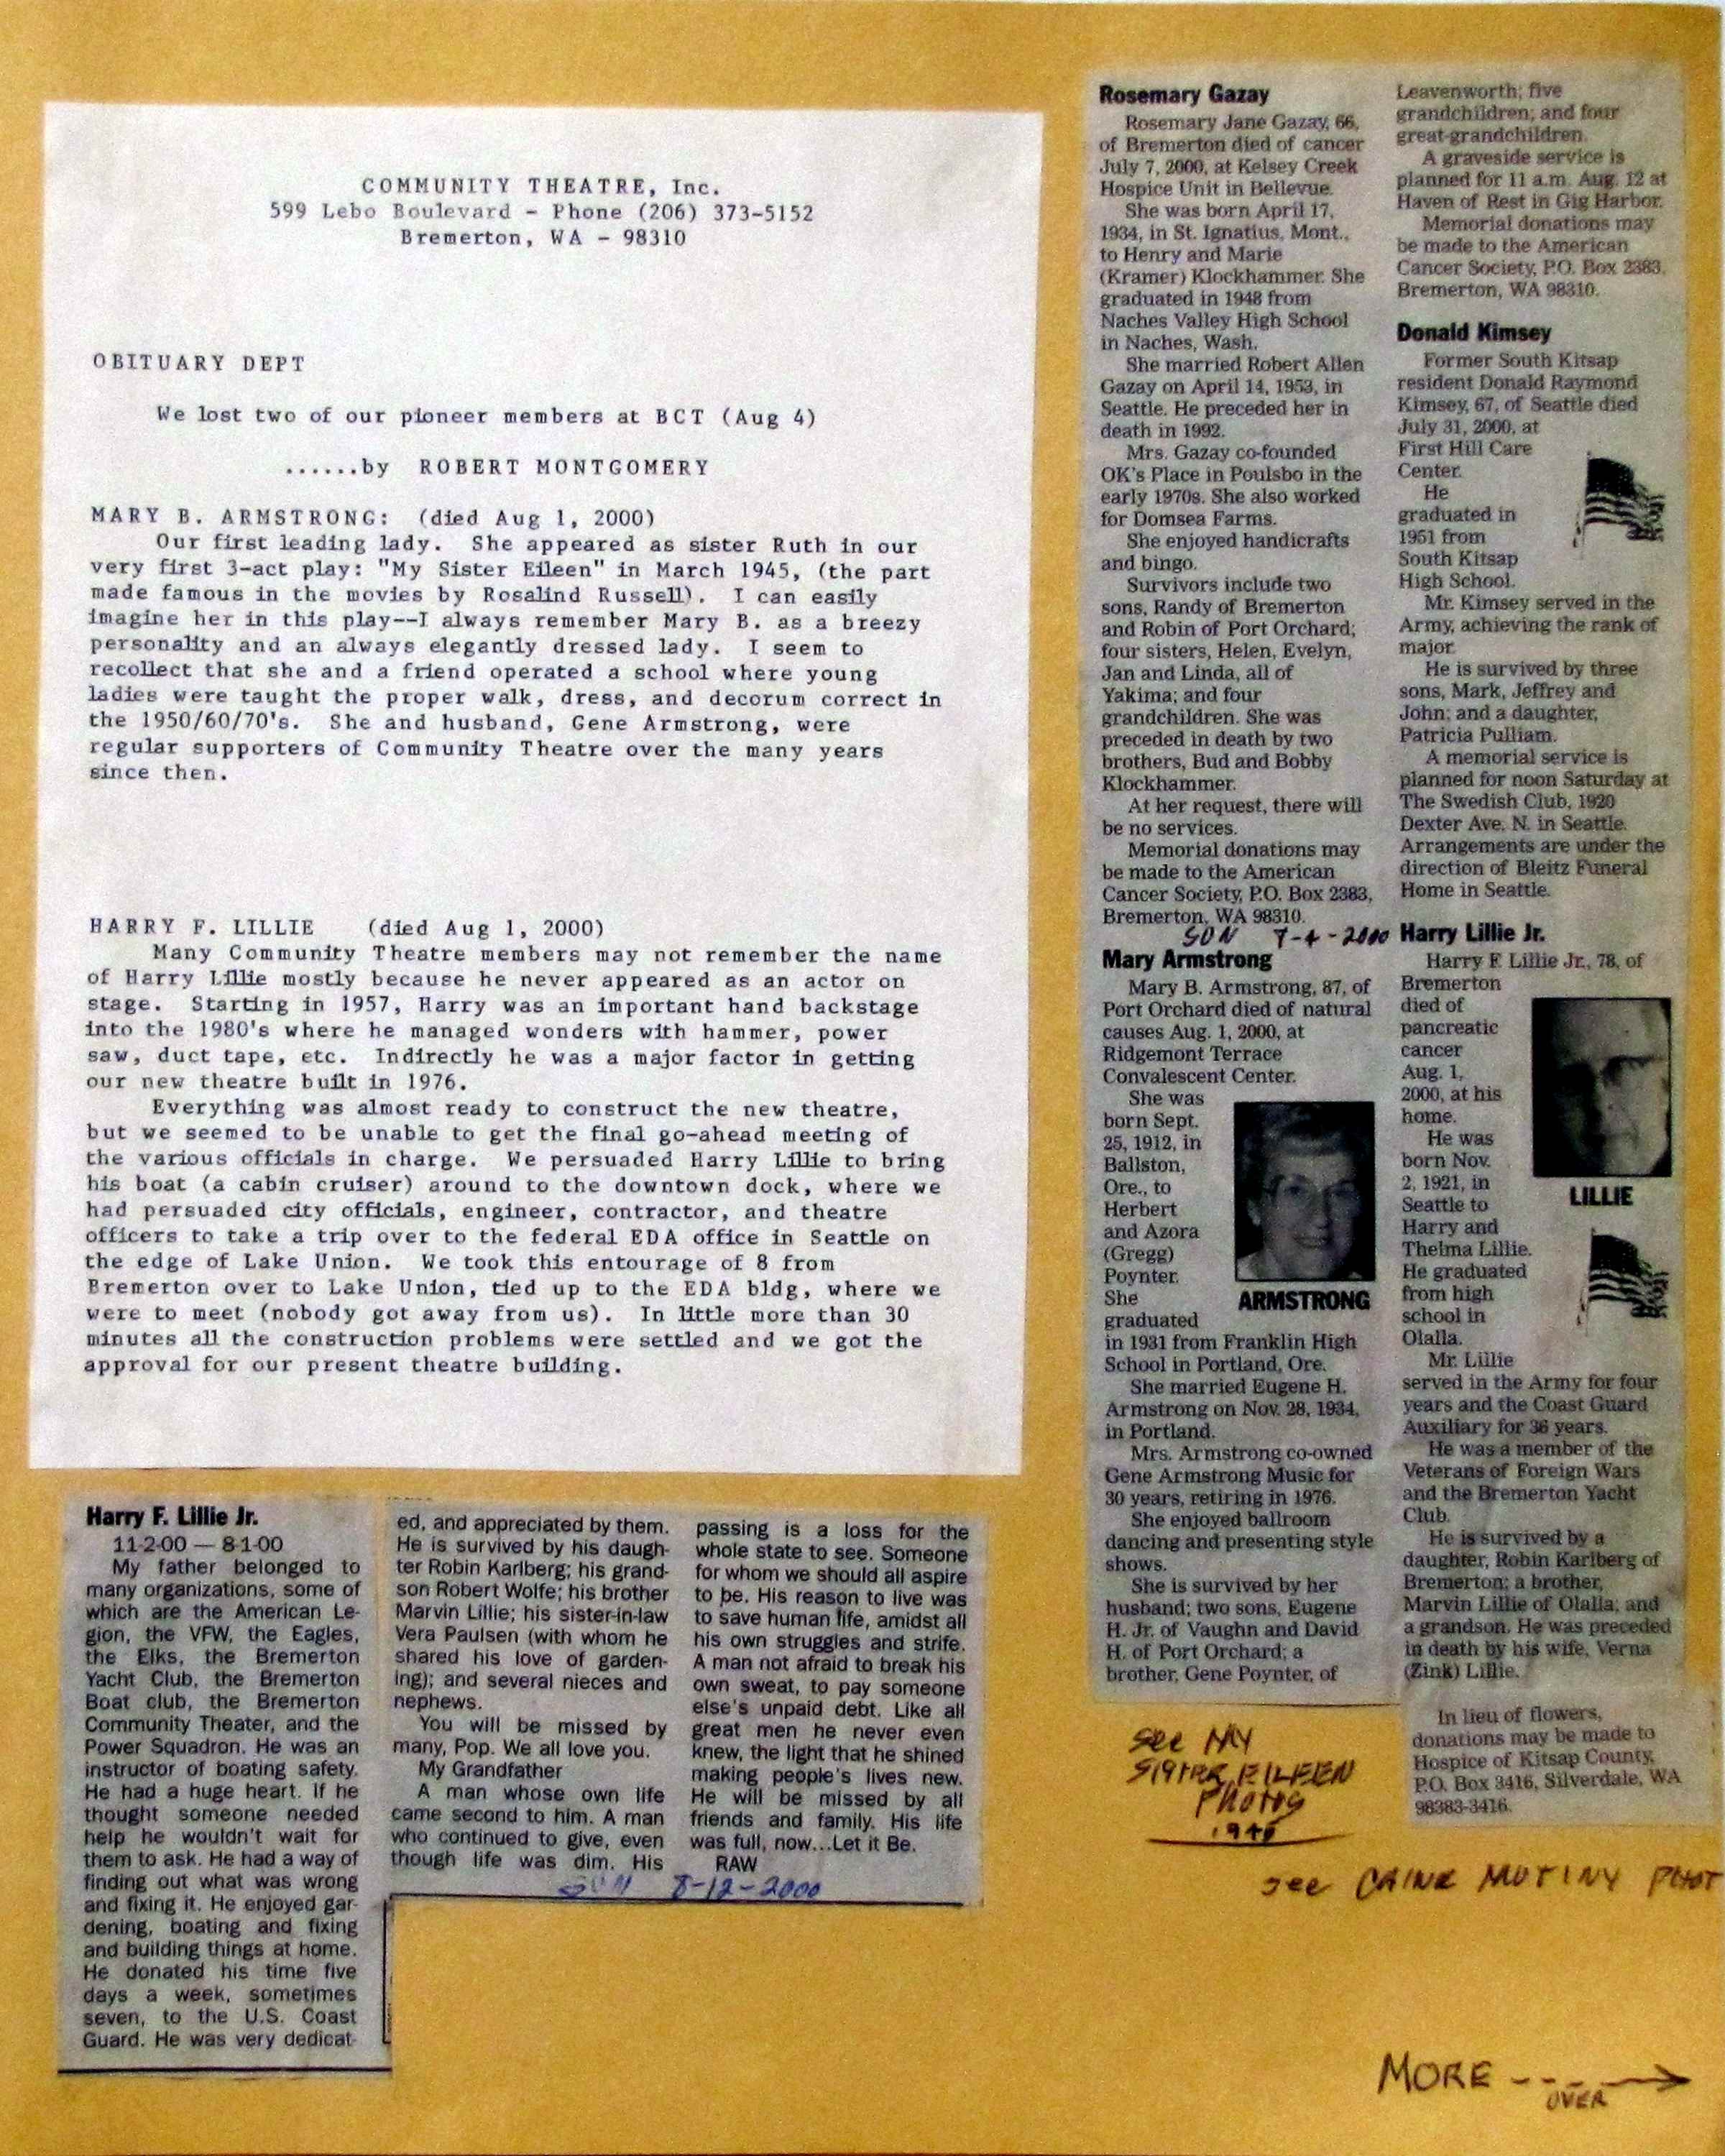 COMMUNITY THEATRE, Inc.
599 Lebo Boulevard - Phone (206) 373-5152
Bremerton, WA - 98310
OBITUARY DEPT
We lost two of our pioneer members at BCT (Aug 4)
......by ROBERT MONTGOMERY
MARY B. ARMSTRONG: (died Aug 1, 2000)
Our first leading lady. She appeared as sister Ruth in our
very first 3-act play: "My Sister Eileen" in March 1945, (the part
made famous in the movies by Rosalind Russell). I can easily
imagine her in this play--I always remember Mary B. as a breezy
personality and an always elegantly dressed lady. I seem to
recollect that she and a friend operated a school where young
ladies were taught the proper walk, dress, and decorum correct in
the 1950/60/70's. She and husband, Gene Armstrong, were
regular supporters of Community Theatre over the many years
since then.
HARRY F. LILLIE (died Aug 1, 2000)
Many Community Theatre members may not remember the name
of Harry Lillie mostly because he never appeared as an actor on
stage. Starting in 1957, Harry was an important hand backstage
into the 1980's where he managed wonders with hammer, power
saw, duct tape, etc. Indirectly he was a major factor in getting
our new theatre built in 1976.
Everything was almost ready to construct the new theatre,
but we seemed to be unable to get the final go-ahead meeting of
the various officials in charge. We persuaded Harry Lillie to bring
his boat (a cabin cruiser) around to the downtown dock, where we
had persuaded city officials, engineer, contractor, and theatre
officers to take a trip over to the federal EDA office in Seattle on
the edge of Lake Union. We took this entourage of 8 from
Bremerton over to Lake Union, tied up to the EDA bldg, where we
were to meet (nobody got away from us). In little more than 30
minutes all the construction problems were settled and we got the
approval for our present theatre building.
Harry F. Lillie Jr.
11-2-00 — 8-1-00
My father belonged to
many organizations, some of
which are the American Le-
gion, the VFW, the Eagles,
the Elks, the Bremerton
Yacht Club, the Bremerton
Boat club, the Bremerton
Community Theater, and the
Power Squadron. He was an
instructor of boating safety.
He had a huge heart. If he
thought someone needed
help he wouldn't wait for
them to ask. He had a way of
finding out what was wrong
and fixing it. He enjoyed gar-
dening, boating and fixing
and building things at home.
He donated his time five
days a week, sometimes
seven, to the U.S. Coast
Guard. He was very dedicat-
ed, and appreciated by them.
He is survived by his daugh-
ter Robin Karlberg; his grand-
son Robert Wolfe; his brother
Marvin Lillie; his sister-in-law
Vera Paulsen (with whom he
shared his love of garden-
ing); and several nieces and
nephews.
You will be missed by
many, Pop. We all love you.
My Grandfather
A man whose own life
came second to him. A man
who continued to give, even
though life was dim. His
passing is a loss for the
whole state to see. Someone
for whom we should all aspire
to be. His reason to live was
to save human life, amidst all
his own struggles and strife.
A man not afraid to break his
own sweat, to pay someone
else's unpaid debt. Like all
great men he never even
knew, the light that he shined
making people's lives new.
He will be missed by all
friends and family. His life
was full, now...Let it Be.
RAW
SUN 8-12-2000
Rosemary Gazay
Rosemary Jane Gazay, 66,
of Bremerton died of cancer
July 7, 2000, at Kelsey Creek
Hospice Unit in Bellevue.
She was born April 17,
1934, in St. Ignatius, Mont.,
to Henry and Marie
(Kramer) Klockhammer. She
graduated in 1948 from
Naches Valley High School
in Naches, Wash.
She married Robert Allen
Gazay on April 14, 1953, in
Seattle. He preceded her in
death in 1992.
Mrs. Gazay co-founded
OK's Place in Poulsbo in the
early 1970s. She also worked
for Domsea Farms.
She enjoyed handicrafts
and bingo.
Survivors include two
sons, Randy of Bremerton
and Robin of Port Orchard;
four sisters, Helen, Evelyn,
Jan and Linda, all of
Yakima; and four
grandchildren. She was
preceded in death by two
brothers, Bud and Bobby
Klockhammer.
At her request, there will
be no services.
Memorial donations may
be made to the American
Cancer Society, P.O. Box 2383,
Bremerton, WA 98310.
SUN 7-4-2000
Mary Armstrong
Mary B. Armstrong, 87, of
Port Orchard died of natural
causes Aug. 1, 2000, at
Ridgemont Terrace
Convalescent Center.
She was
born Sept.
25, 1912, in
Ballston,
Ore., to
Herbert
and Azora
(Gregg)
Poynter.
She
graduated
ARMSTRONG
in 1931 from Franklin High
School in Portland, Ore.
She married Eugene H.
Armstrong on Nov. 28, 1934,
in Portland.
Mrs. Armstrong co-owned
Gene Armstrong Music for
30 years, retiring in 1976.
She enjoyed ballroom
dancing and presenting style
shows.
She is survived by her
husband; two sons, Eugene
H. Jr. of Vaughn and David
H. of Port Orchard; a
brother, Gene Poynter, of
Leavenworth; five
grandchildren; and four
great-grandchildren.
A graveside service is
planned for 11 a.m. Aug. 12 at
Haven of Rest in Gig Harbor.
Memorial donations may
be made to the American
Cancer Society, P.O. Box 2383,
Bremerton, WA 98310.
Donald Kimsey
Former South Kitsap
resident Donald Raymond
Kimsey, 67, of Seattle died
July 31, 2000, at
First Hill Care
Center.
He
graduated in
1951 from
South Kitsap
High School.
Mr. Kimsey served in the
Army, achieving the rank of
major.
He is survived by three
sons, Mark, Jeffrey and
John; and a daughter,
Patricia Pulliam.
A memorial service is
planned for noon Saturday at
The Swedish Club, 1920
Dexter Ave. N. in Seattle.
Arrangements are under the
direction of Bleitz Funeral
Home in Seattle.
Harry Lillie Jr.
Harry F. Lillie Jr., 78, of
Bremerton
died of
pancreatic
cancer
Aug. 1,
2000, at his
home.
He was
born Nov.
2, 1921, in
Seattle to
Harry and
Thelma Lillie.
He graduated
from high
school in
Olalla.
LILLIE
Mr. Lillie
served in the Army for four
years and the Coast Guard
Auxiliary for 36 years.
He was a member of the
Veterans of Foreign Wars
and the Bremerton Yacht
Club.
He is survived by a
daughter, Robin Karlberg of
Bremerton; a brother,
Marvin Lillie of Olalla; and
a grandson. He was preceded
in death by his wife, Verna
(Zink) Lillie.
In lieu of flowers,
donations may be made to
Hospice of Kitsap County,
P.O. Box 3416, Silverdale, WA
98383-3416.
see MY
SISTER EILEEN
PHOTOS
1945
see CAINE MUTINY PHOT
MORE --->
OVER